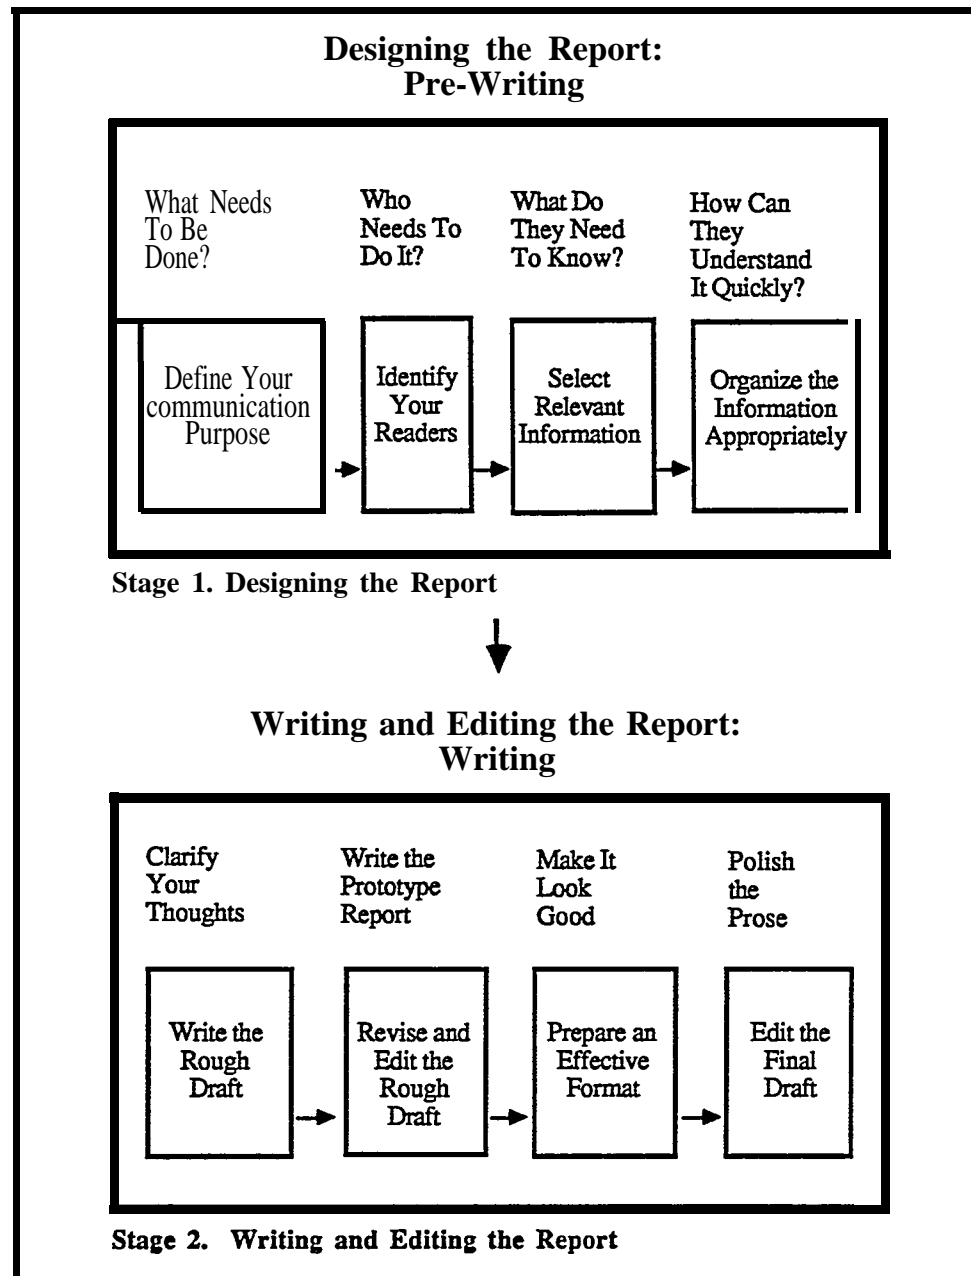 Designing the Report:
Pre-Writing
What Needs
To Be
Done?
Who
Needs To
Do It?
What Do
They Need
To Know?
How Can
They
Understand
It Quickly?
Define Your
communication
Purpose
Identify
Your
Readers
Select
Relevant
Information
Organize the
Information
Appropriately
Stage 1. Designing the Report
Writing and Editing the Report:
Writing
Clarify
Your
Thoughts
Write the
Prototype
Report
Make It
Look
Good
Polish
the
Prose
Write the
Rough
Draft
Revise and
Edit the
Rough
Draft
Prepare an
Effective
Format
Edit the
Final
Draft
Stage 2. Writing and Editing the Report